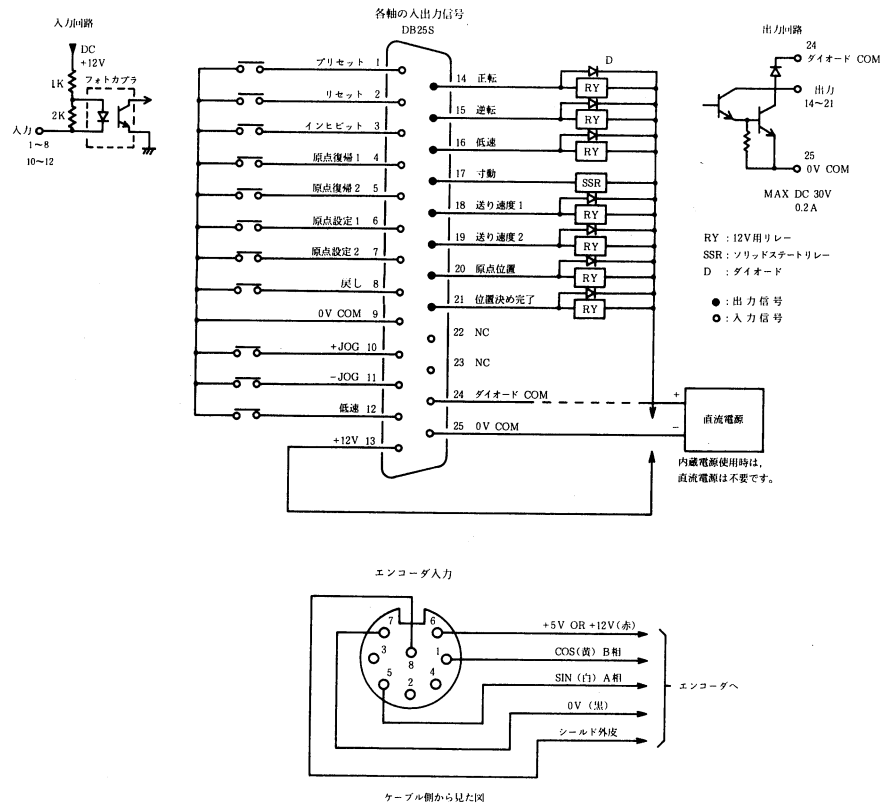 各軸の入出力信号
DB25S
入力回路
DC
+12V
1K
フォトカプラ
2K
入力
1~8
10~12
プリセット 1
リセット 2
インヒビット 3
原点復帰1 4
原点復帰2 5
原点設定1 6
原点設定2 7
戻し 8
0V COM 9
+JOG 10
-JOG 11
低速 12
+12V 13
14 正転
15 逆転
16 低速
17 寸動
18 送り速度1
19 送り速度2
20 原点位置
21 位置決め完了
22 NC
23 NC
24 ダイオード COM
25 0V COM
D
RY
RY
RY
SSR
RY
RY
RY
RY
+
直流電源
-
内蔵電源使用時は,
直流電源は不要です。
出力回路
24
ダイオード COM
出力
14~21
25
0V COM
MAX DC 30V
0.2A
RY : 12V用リレー
SSR : ソリッドステートリレー
D : ダイオード
● : 出力信号
○ : 入力信号
エンコーダ入力
7
6
3
8
1
5
2
4
+5V OR +12V(赤)
COS(黄) B相
SIN (白) A相
0V (黒)
シールド外皮
エンコーダへ
ケーブル側から見た図